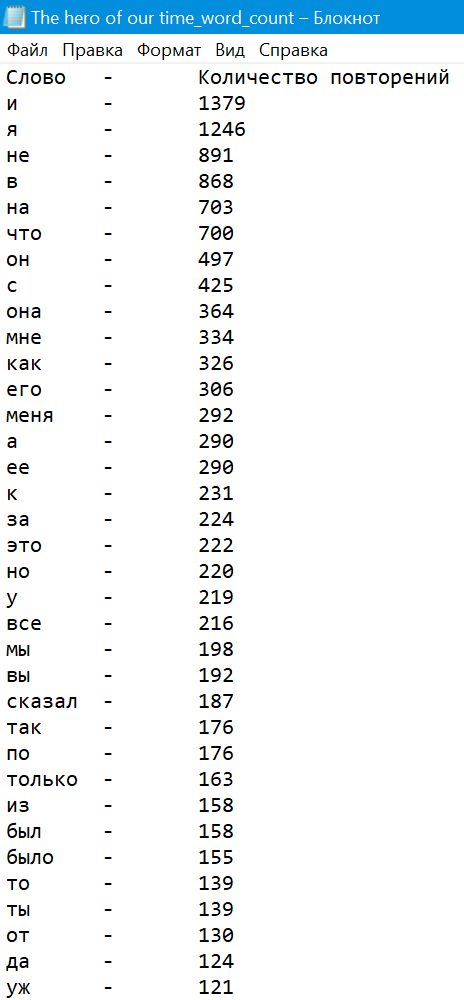 The hero of our time_word_count – Блокнот
Файл Правка Формат Вид Справка
Слово - Количество повторений
и - 1379
я - 1246
не - 891
в - 868
на - 703
что - 700
он - 497
с - 425
она - 364
мне - 334
как - 326
его - 306
меня - 292
а - 290
ее - 290
к - 231
за - 224
это - 222
но - 220
у - 219
все - 216
мы - 198
вы - 192
сказал - 187
так - 176
по - 176
только - 163
из - 158
был - 158
было - 155
то - 139
ты - 139
от - 130
да - 124
уж - 121